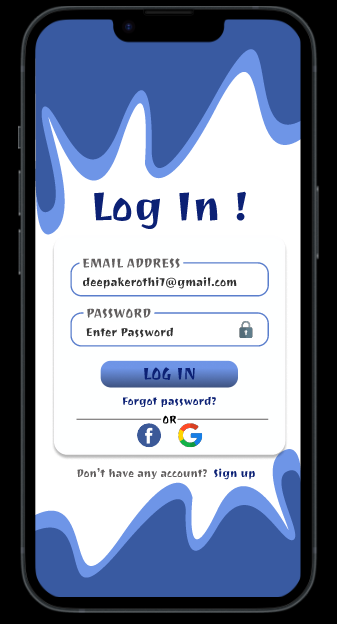 Log In !
EMAIL ADDRESS
deepakerothi7@gmail.com
PASSWORD
Enter Password
LOG IN
Forgot password?
OR
f G
Don't have any account? Sign up